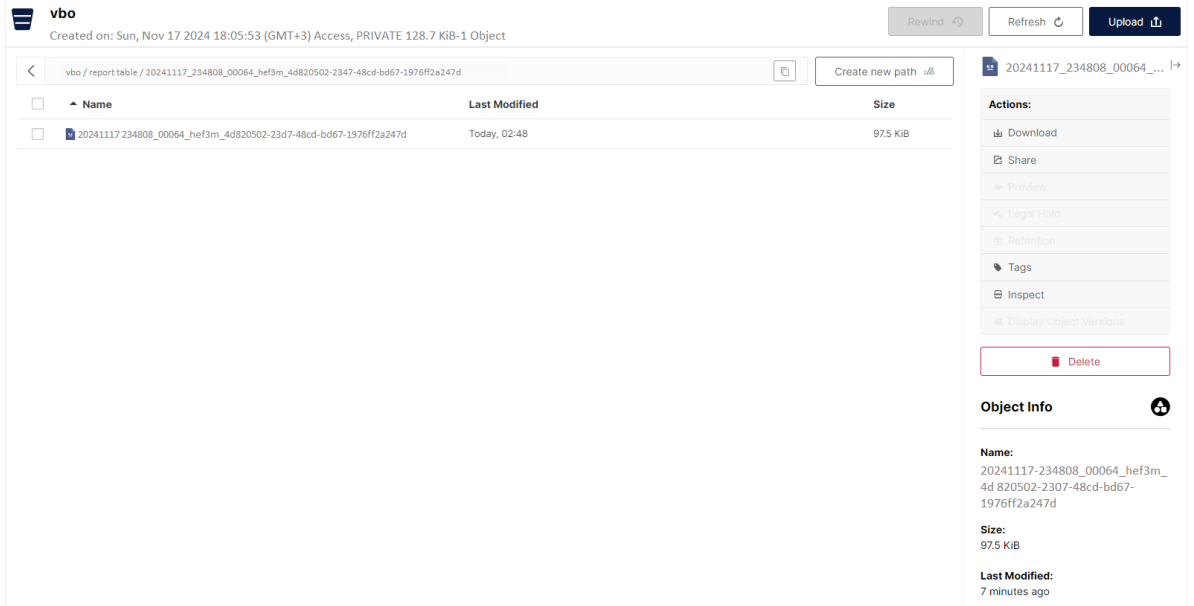 vbo
Created on: Sun, Nov 17 2024 18:05:53 (GMT+3) Access, PRIVATE 128.7 KiB-1 Object
Rewind
Refresh
Upload
vbo / report table / 20241117_234808_00064_hef3m_4d820502-2347-48cd-bd67-1976ff2a247d
Create new path
Name
Last Modified
Size
20241117 234808_00064_hef3m_4d820502-23d7-48cd-bd67-1976ff2a247d
Today, 02:48
97.5 KiB
20241117_234808_00064_...
Actions:
Download
Share
Preview
Legal Hold
Retention
Tags
Inspect
Display Object Versions
Delete
Object Info
Name:
20241117-234808_00064_hef3m_
4d 820502-2307-48cd-bd67-
1976ff2a247d
Size:
97.5 KiB
Last Modified:
7 minutes ago